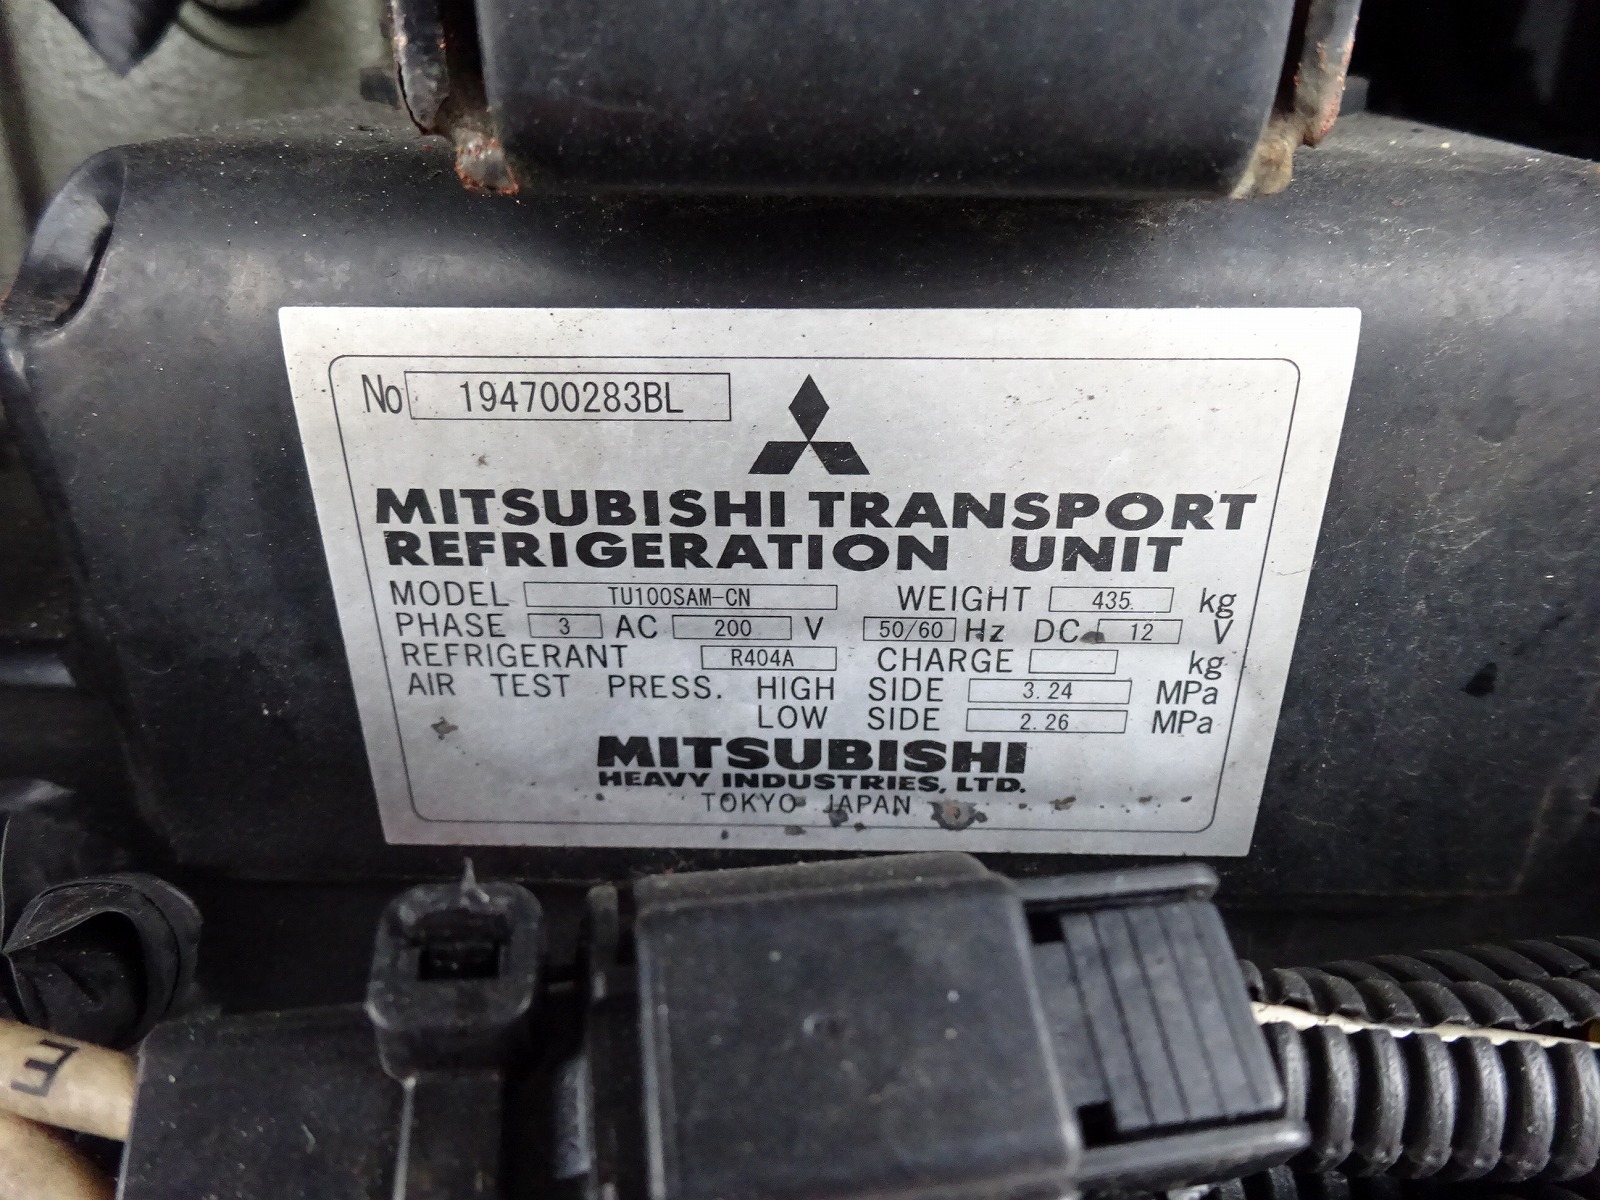 No 194700283BL
MITSUBISHI TRANSPORT
REFRIGERATION UNIT
MODEL TU100SAM-CN WEIGHT 435 kg
PHASE 3 AC 200 V 50/60 Hz DC 12 V
REFRIGERANT R404A CHARGE kg
AIR TEST PRESS. HIGH SIDE 3.24 MPa
LOW SIDE 2.26 MPa
MITSUBISHI
HEAVY INDUSTRIES, LTD.
TOKYO JAPAN
3